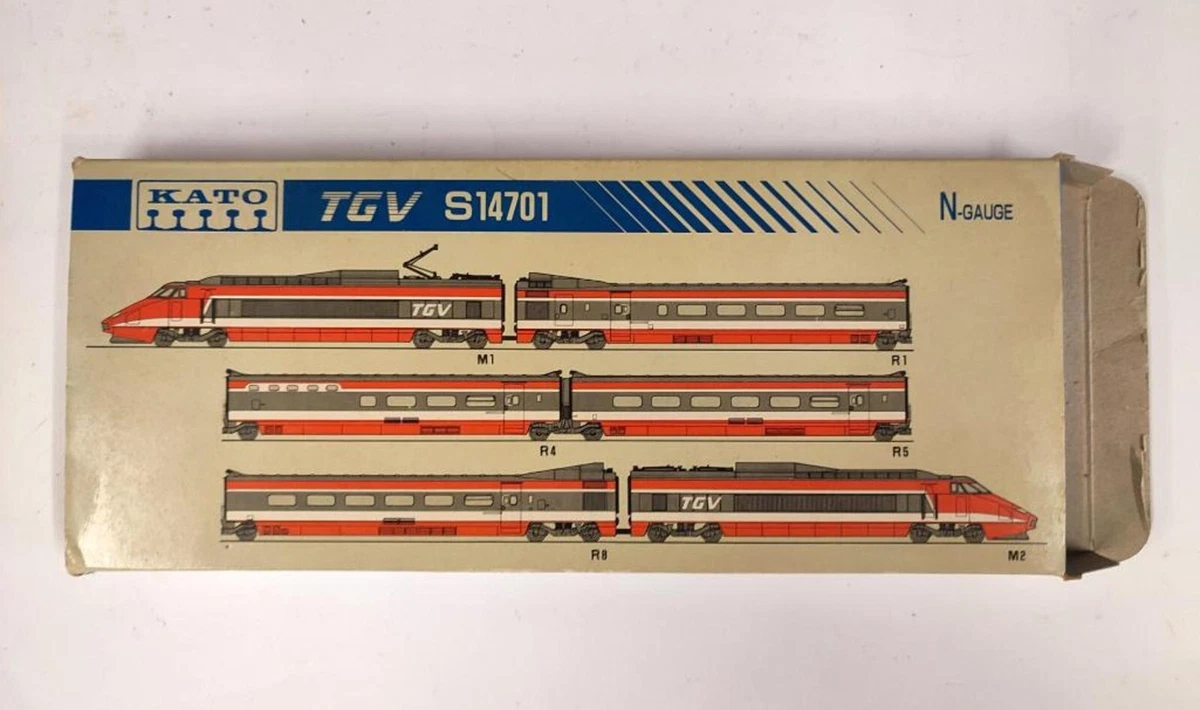 KATO
TGV S14701
N-GAUGE
TGV
M1
R1
R4
R5
TGV
R8
M2